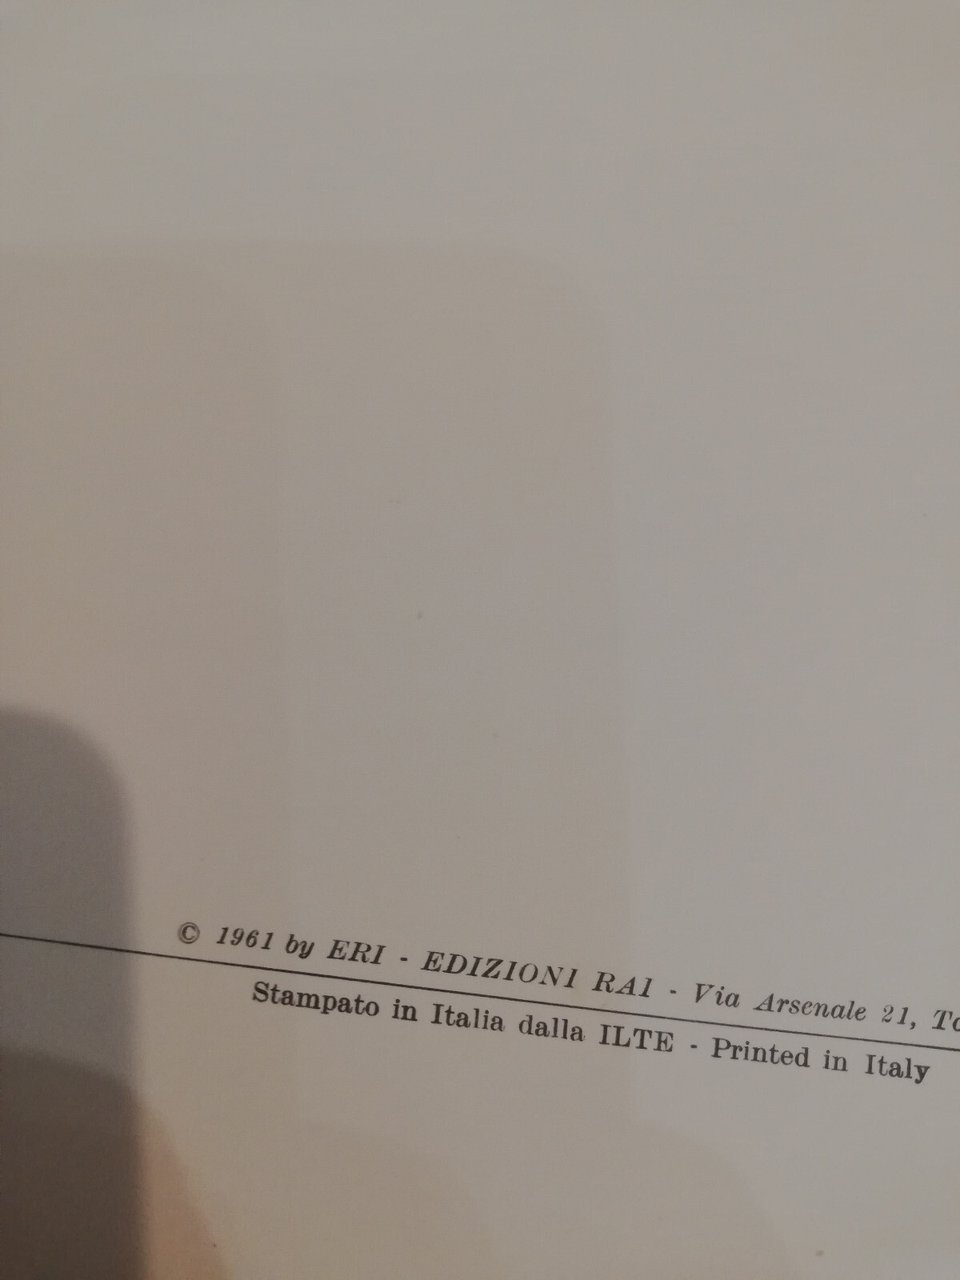 © 1961 by ERI - EDIZIONI RAI - Via Arsenale 21,
Stampato in Italia dalla ILTE - Printed in Italy